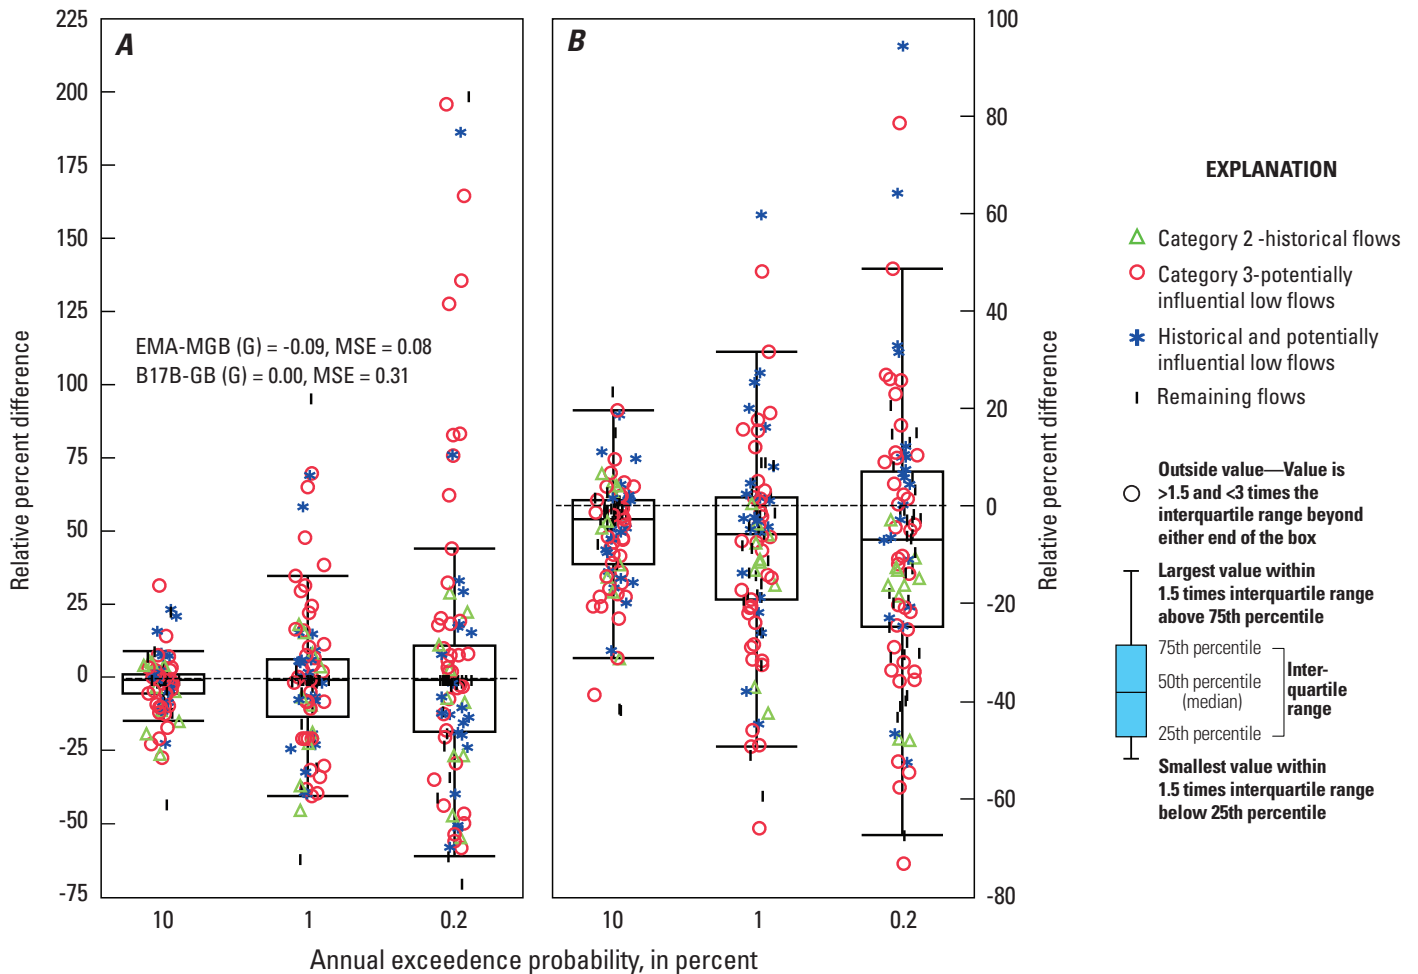 A
B
225
200
175
150
125
100
75
50
25
0
-25
-50
-75
Relative percent difference
EMA-MGB (G) = -0.09, MSE = 0.08
B17B-GB (G) = 0.00, MSE = 0.31
10
1
0.2
100
80
60
40
20
0
-20
-40
-60
-80
Relative percent difference
10
1
0.2
Annual exceedence probability, in percent
EXPLANATION
Category 2 -historical flows
Category 3-potentially
influential low flows
Historical and potentially
influential low flows
Remaining flows
Outside value—Value is
>1.5 and <3 times the
interquartile range beyond
either end of the box
Largest value within
1.5 times interquartile range
above 75th percentile
75th percentile
50th percentile
(median)
25th percentile
Inter-
quartile
range
Smallest value within
1.5 times interquartile range
below 25th percentile